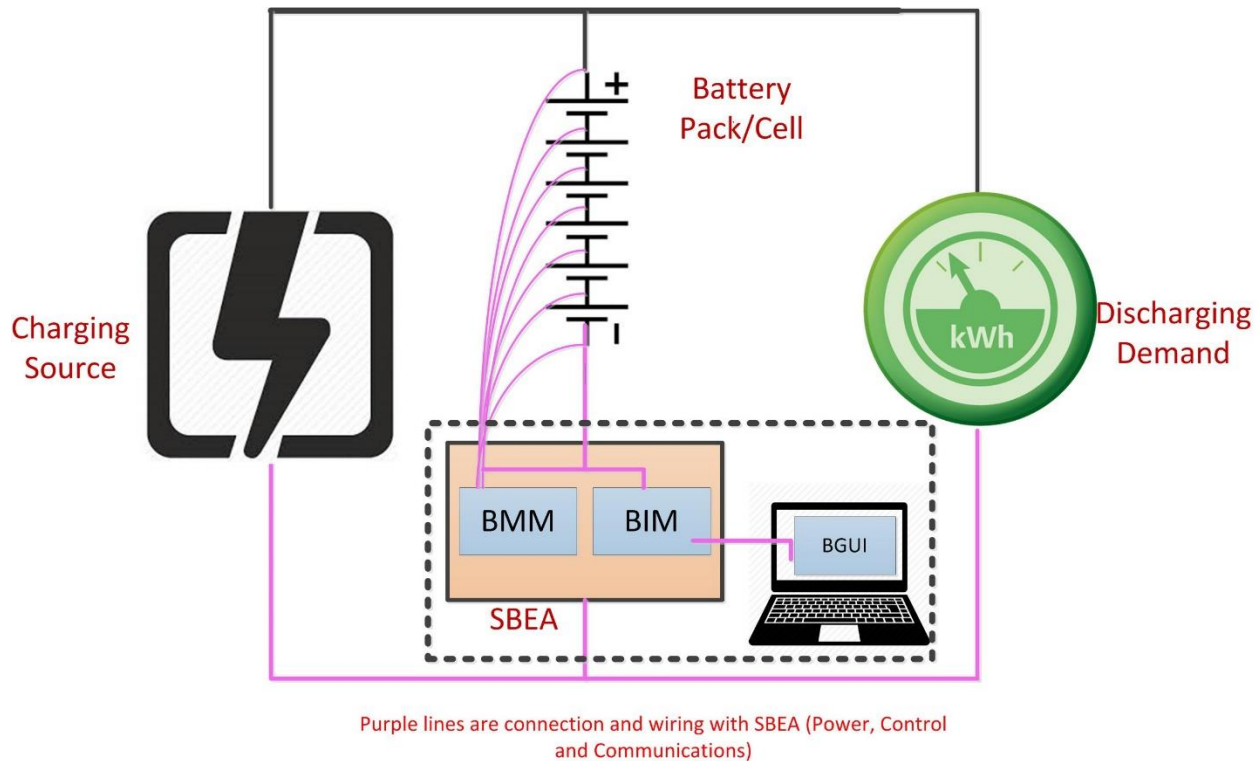 +
Battery
Pack/Cell
Charging
Source
-
kWh
Discharging
Demand
BMM
BIM
BGUI
SBEA
Purple lines are connection and wiring with SBEA (Power, Control
and Communications)